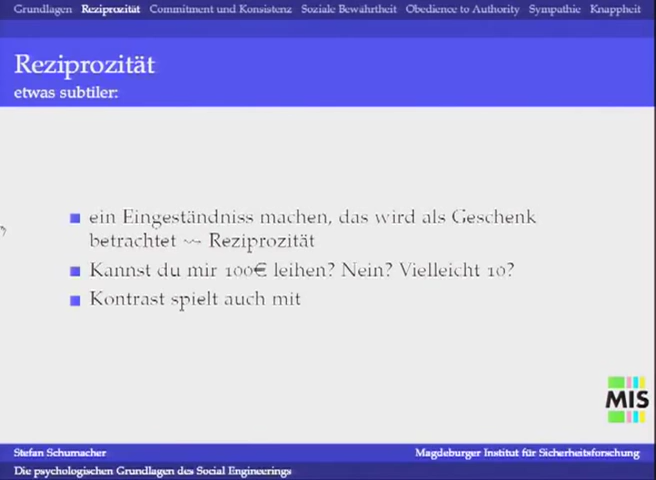 Grundlagen Reziprozität Commitment und Konsistenz Soziale Bewährtheit Obedience to Authority Sympathie Knappheit
Reziprozität
etwas subtiler:
ein Eingeständniss machen, das wird als Geschenk
betrachtet ⇝ Reziprozität
Kannst du mir 100€ leihen? Nein? Vielleicht 10?
Kontrast spielt auch mit
MIS
Stefan Schumacher Magdeburger Institut für Sicherheitsforschung
Die psychologischen Grundlagen des Social Engineerings